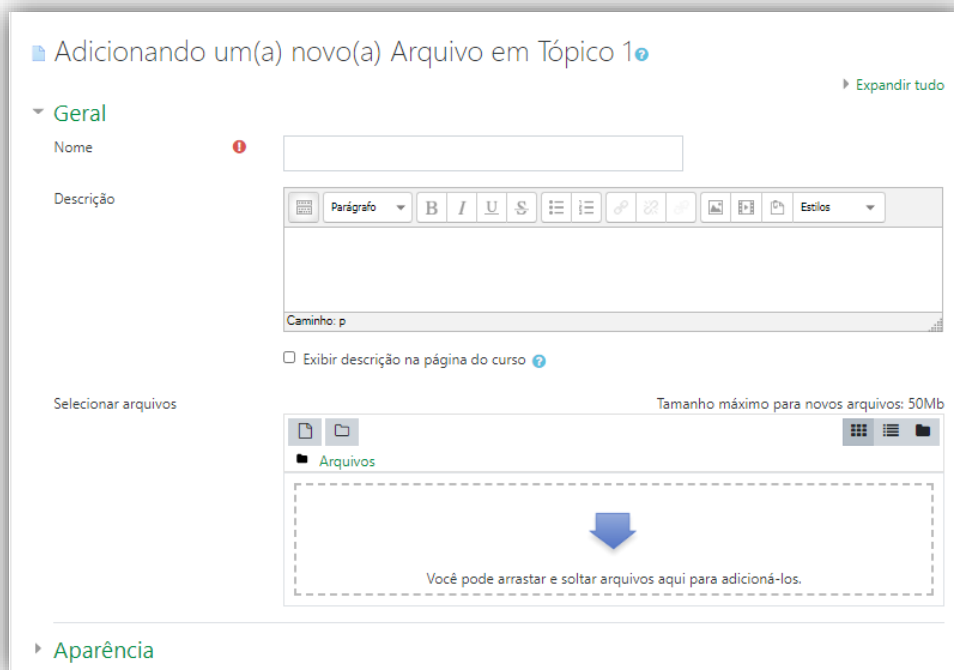 Adicionando um(a) novo(a) Arquivo em Tópico 1
Expandir tudo
Geral
Nome
Descrição
Parágrafo B I U S Estilos
Caminho: p
Exibir descrição na página do curso
Selecionar arquivos
Tamanho máximo para novos arquivos: 50Mb
Arquivos
Você pode arrastar e soltar arquivos aqui para adicioná-los.
Aparência